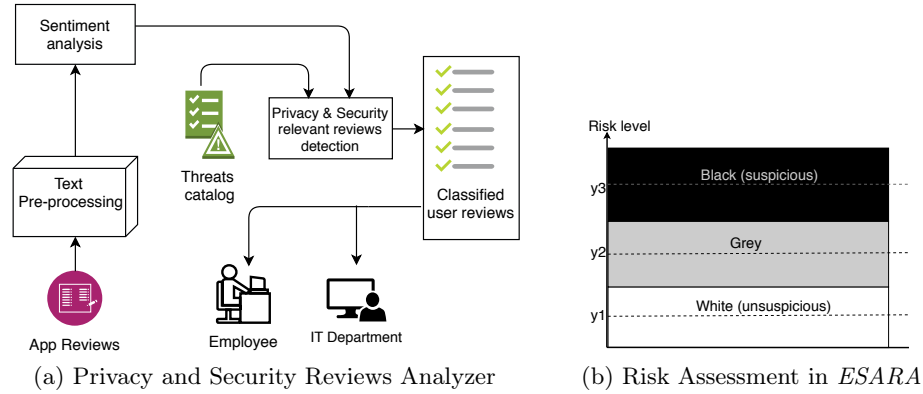 Sentiment
analysis
Threats
catalog
Privacy & Security
relevant reviews
detection
Classified
user reviews
Text
Pre-processing
App Reviews
Employee
IT Department
(a) Privacy and Security Reviews Analyzer
Risk level
y3
Black (suspicious)
y2
Grey
y1
White (unsuspicious)
(b) Risk Assessment in ESARA